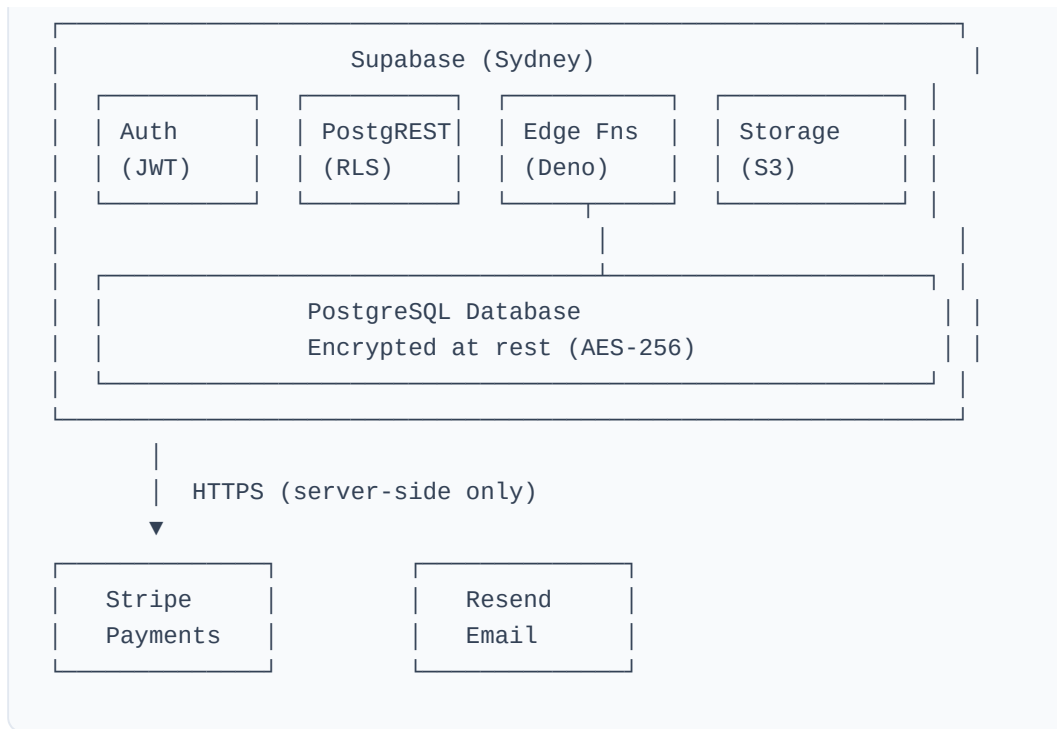 Supabase (Sydney)
Auth PostgREST Edge Fns Storage
(JWT) (RLS) (Deno) (S3)
PostgreSQL Database
Encrypted at rest (AES-256)
HTTPS (server-side only)
Stripe Resend
Payments Email